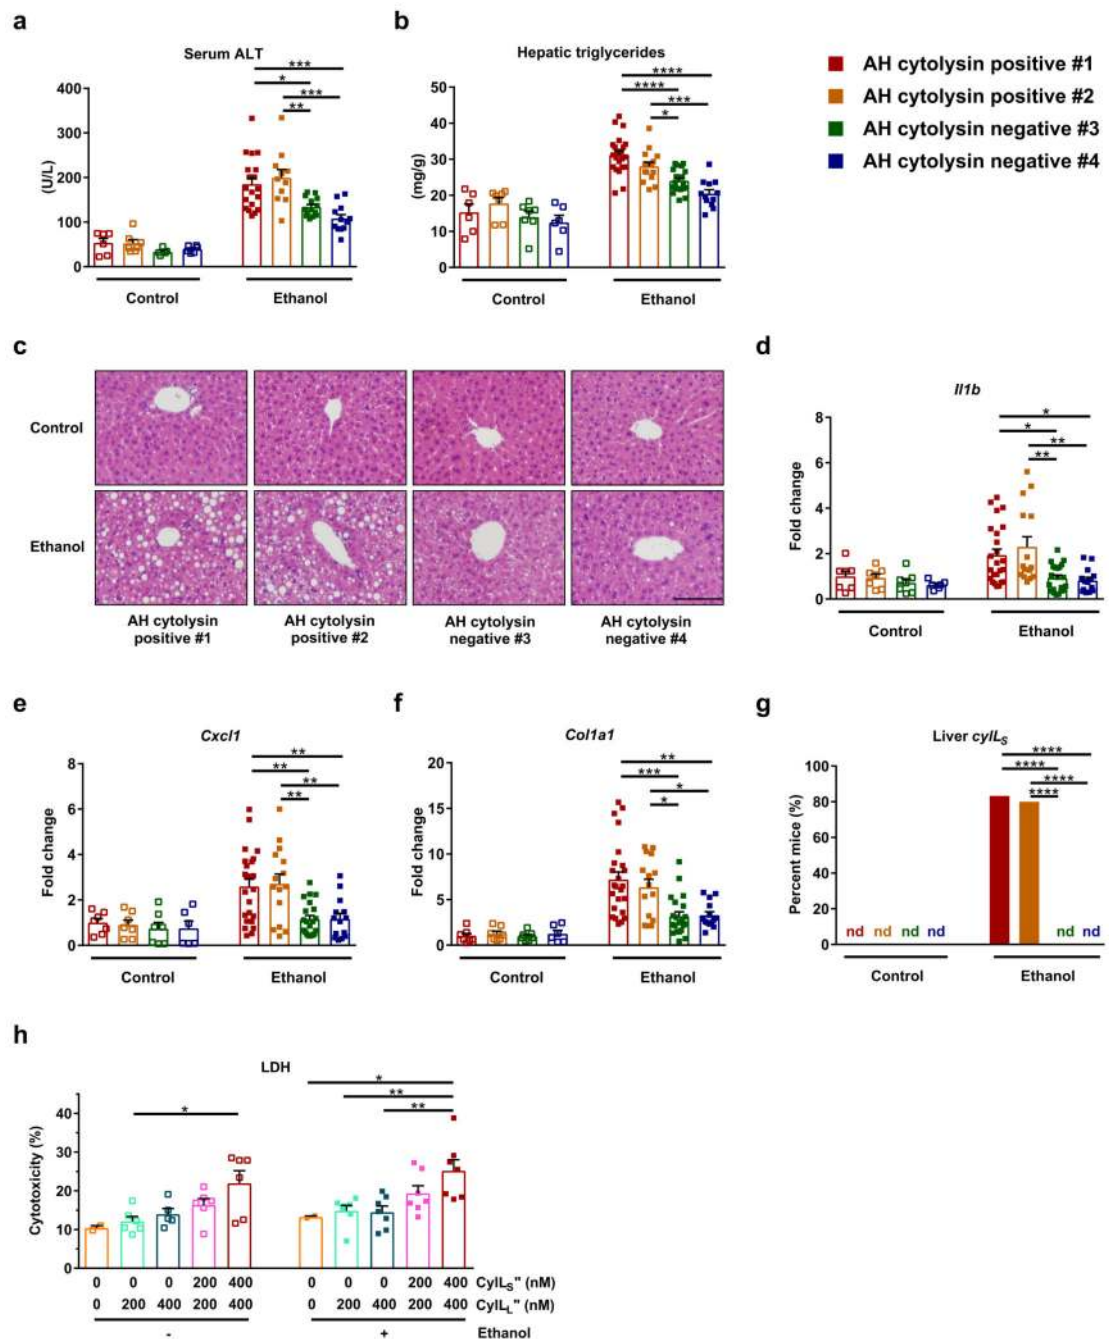 a
Serum ALT
(U/L)
400
300
200
100
0
***
*
***
**
Control
Ethanol
b
Hepatic triglycerides
(mg/g)
50
40
30
20
10
0
****
****
***
*
Control
Ethanol
AH cytolysin positive #1
AH cytolysin positive #2
AH cytolysin negative #3
AH cytolysin negative #4
c
Control
Ethanol
AH cytolysin positive #1
AH cytolysin positive #2
AH cytolysin negative #3
AH cytolysin negative #4
d
Il1b
Fold change
8
6
4
2
0
*
*
**
**
Control
Ethanol
e
Cxcl1
Fold change
8
6
4
2
0
**
**
**
**
Control
Ethanol
f
Col1a1
Fold change
20
15
10
5
0
**
***
*
*
Control
Ethanol
g
Liver cylLS
Percent mice (%)
100
80
60
40
20
0
****
****
****
****
nd nd nd nd
nd nd
Control
Ethanol
h
LDH
Cytotoxicity (%)
40
30
20
10
0
*
*
**
**
0 0 0 200 400 0 0 0 200 400 CylLS" (nM)
0 200 400 200 400 0 200 400 200 400 CylLL" (nM)
- + Ethanol